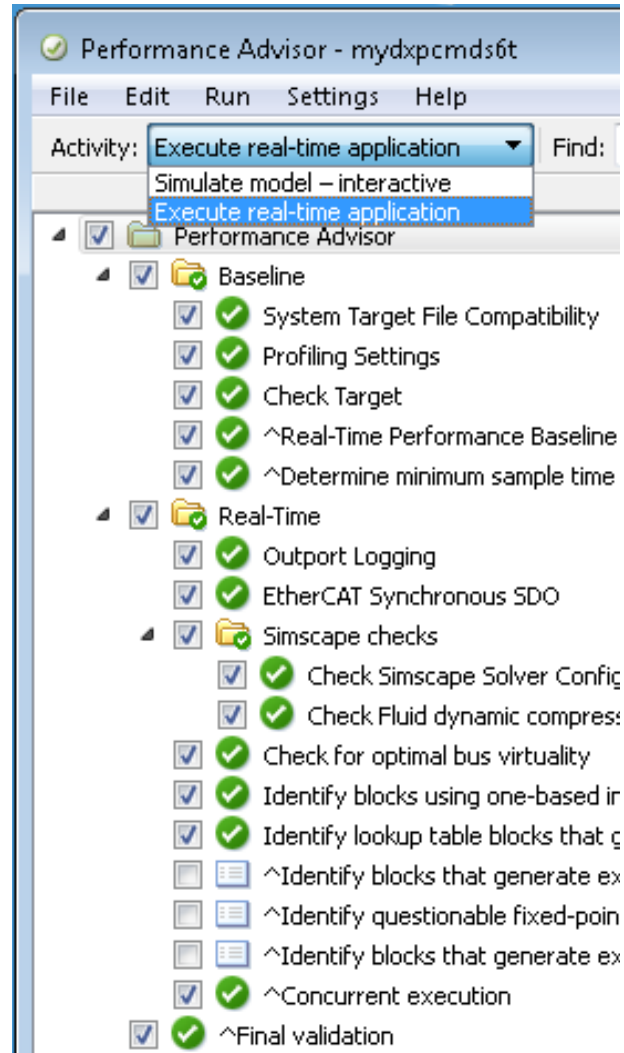 Performance Advisor - mydxpcmds6t
File Edit Run Settings Help
Activity: Execute real-time application Find:
Simulate model – interactive
Execute real-time application
Performance Advisor
Baseline
System Target File Compatibility
Profiling Settings
Check Target
^Real-Time Performance Baseline
^Determine minimum sample time
Real-Time
Outport Logging
EtherCAT Synchronous SDO
Simscape checks
Check Simscape Solver Config
Check Fluid dynamic compress
Check for optimal bus virtuality
Identify blocks using one-based in
Identify lookup table blocks that g
^Identify blocks that generate ex
^Identify questionable fixed-poin
^Identify blocks that generate ex
^Concurrent execution
^Final validation